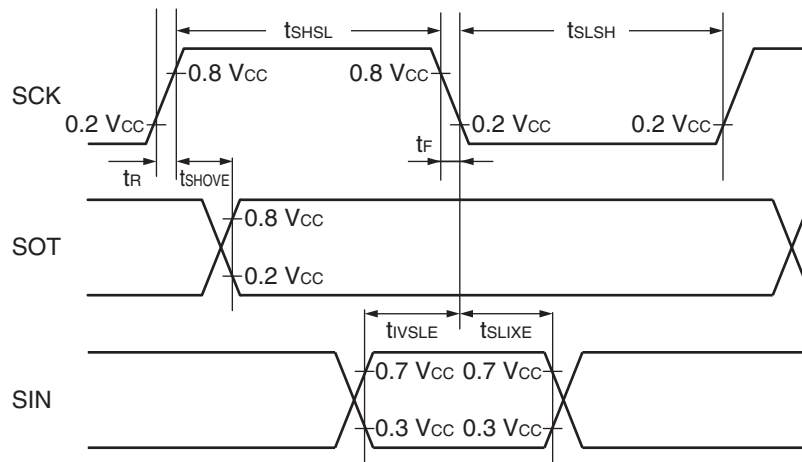 tSHSL tSLSH
SCK 0.8 VCC 0.8 VCC
0.2 VCC 0.2 VCC 0.2 VCC
tR tSHOVE tF
SOT 0.8 VCC
0.2 VCC
tIVSLE tSLIXE
SIN 0.7 VCC 0.7 VCC
0.3 VCC 0.3 VCC